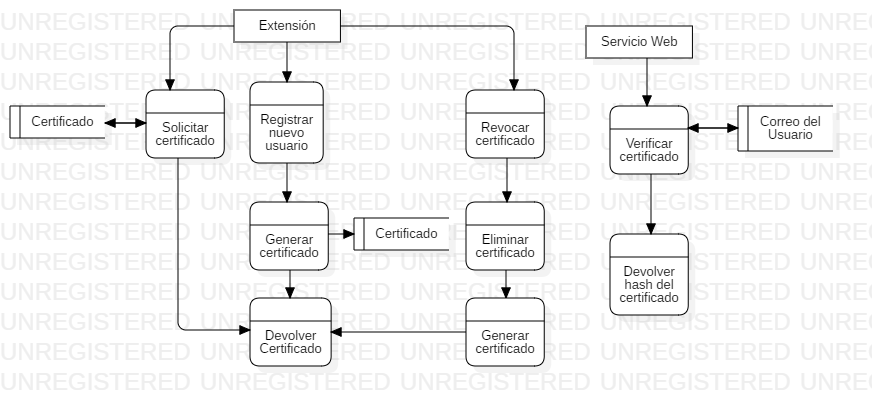 Extensión
Servicio Web
Certificado
Solicitar
certificado
Registrar
nuevo
usuario
Revocar
certificado
Verificar
certificado
Correo del
Usuario
Generar
certificado
Certificado
Eliminar
certificado
Devolver
hash del
certificado
Devolver
Certificado
Generar
certificado
UNREGISTERED UNREGISTERED UNREGISTERED UNREGISTERED